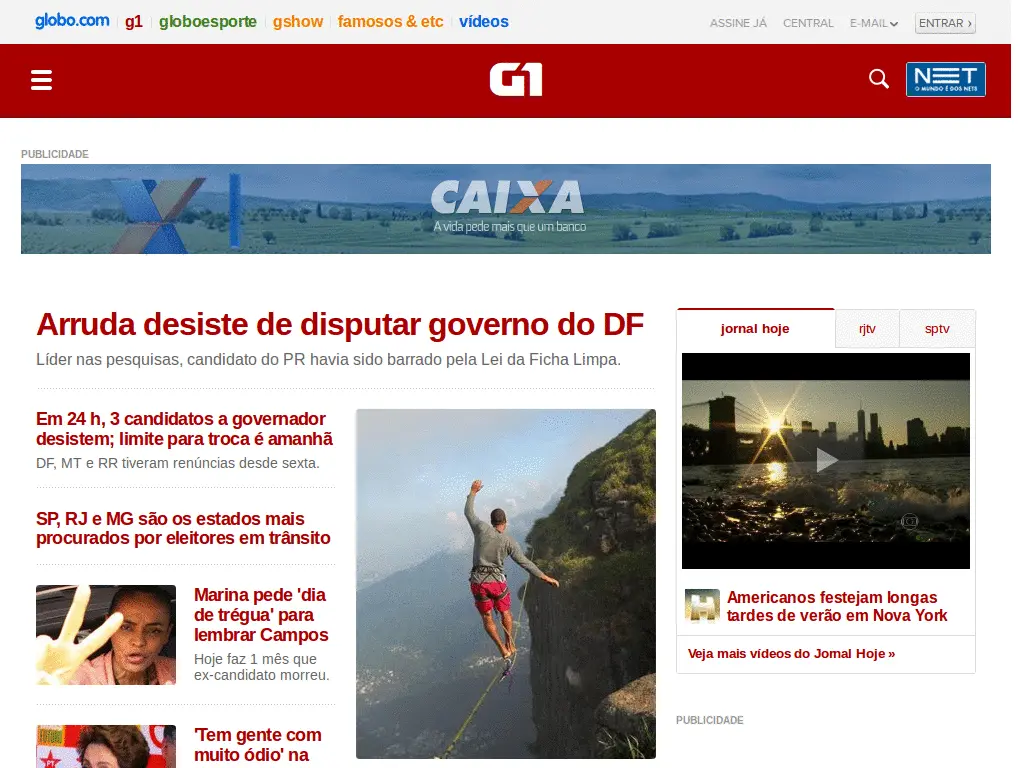 globo.com g1 globoesporte gshow famosos & etc vídeos ASSINE JÁ CENTRAL E-MAIL ENTRAR ›
G1
NET
O MUNDO É DOS NETS
PUBLICIDADE
CAIXA
A vida pede mais que um banco
Arruda desiste de disputar governo do DF
Líder nas pesquisas, candidato do PR havia sido barrado pela Lei da Ficha Limpa.
Em 24 h, 3 candidatos a governador
desistem; limite para troca é amanhã
DF, MT e RR tiveram renúncias desde sexta.
SP, RJ e MG são os estados mais
procurados por eleitores em trânsito
Marina pede 'dia
de trégua' para
lembrar Campos
Hoje faz 1 mês que
ex-candidato morreu.
PT
'Tem gente com
muito ódio' na
jornal hoje rjtv sptv
H
Americanos festejam longas
tardes de verão em Nova York
Veja mais vídeos do Jornal Hoje »
PUBLICIDADE